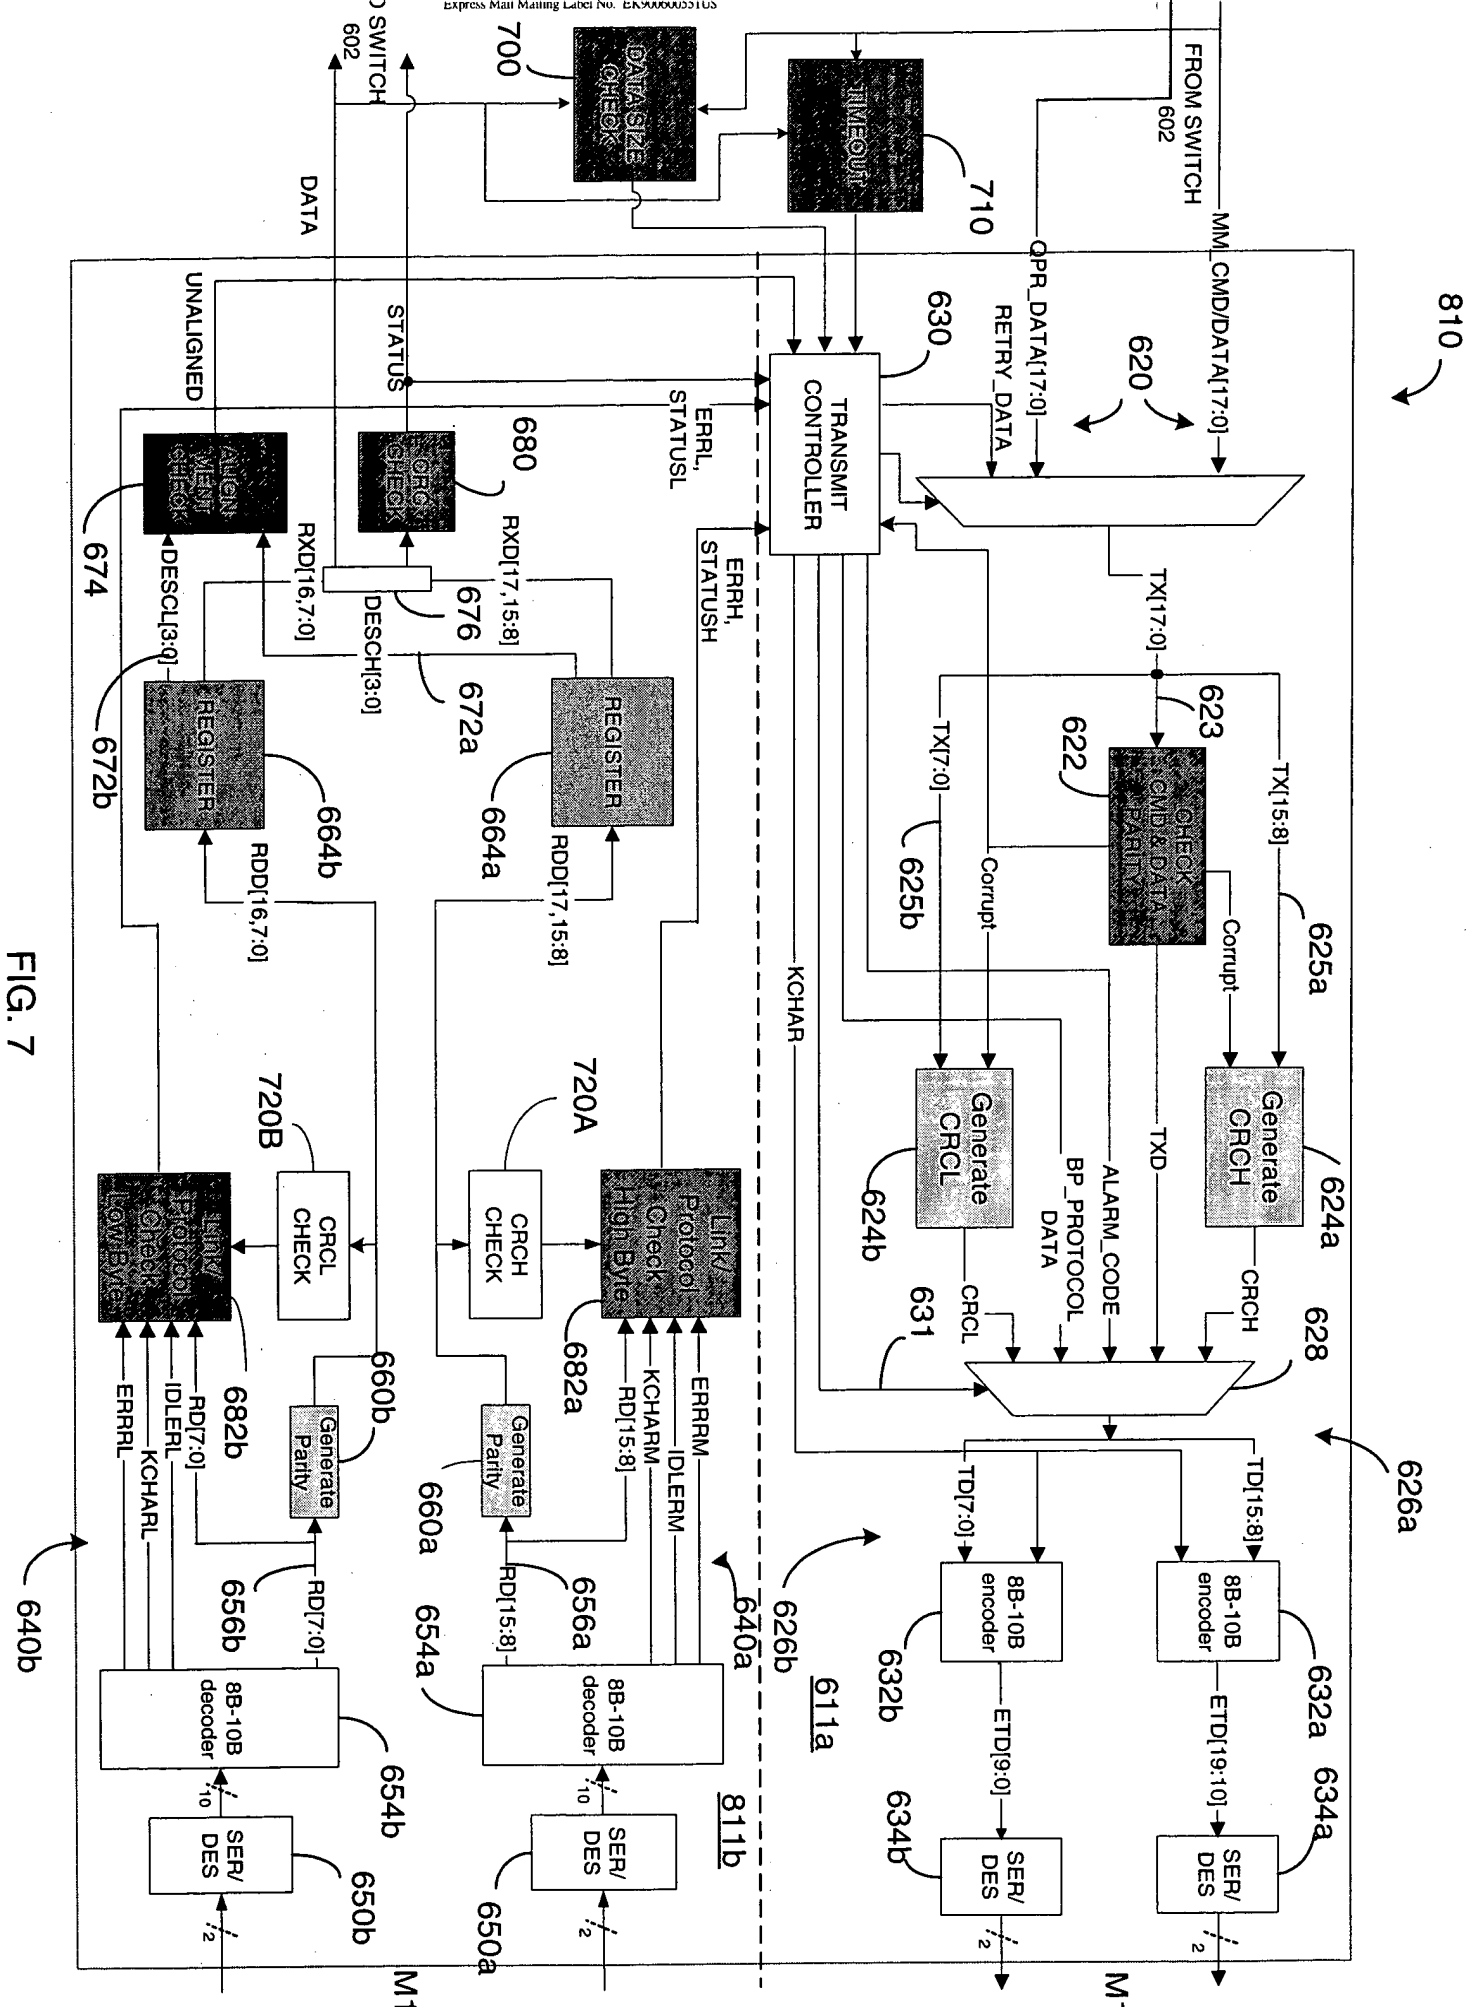 Express Mail Mailing Label No. EK900600551US
810
FROM SWITCH
602
MM_CMD/DATA[17:0]
QPR_DATA[17:0]
RETRY_DATA
620
TX[17:0]
623
622
CHECK
CMD & DATA
PARITY
TX[15:8]
625a
TX[7:0]
625b
Corrupt
Corrupt
Generate
CRCH
624a
Generate
CRCL
624b
TXD
CRCH
CRCL
ALARM_CODE
BP_PROTOCOL
DATA
KCHAR
631
628
626a
626b
TD[15:8]
TD[7:0]
8B-10B
encoder
632a
8B-10B
encoder
632b
ETD[19:10]
ETD[9:0]
SER/
DES
634a
SER/
DES
634b
2
2
611a
TIMEOUT
710
DATA SIZE
CHECK
700
630
TRANSMIT
CONTROLLER
O SWITCH
602
DATA
STATUS
UNALIGNED
ERRL,
STATUSL
ERRH,
STATUSH
CRC
CHECK
680
ALIGN
MENT
CHECK
674
RXD[17,15:8]
676
RXD[16,7:0]
DESCH[3:0]
DESCL[3:0]
672a
672b
REGISTER
664a
REGISTER
664b
RDD[17,15:8]
RDD[16,7:0]
720A
CRCH
CHECK
720B
CRCL
CHECK
Link/
Protocol
Check
High Byte
682a
Link/
Protocol
Check
Low Byte
682b
ERRRM
IDLERM
KCHARM
RD[15:8]
Generate
Parity
660a
RD[7:0]
IDLERL
KCHARL
ERRRL
Generate
Parity
660b
RD[15:8]
656a
RD[7:0]
656b
640a
640b
8B-10B
decoder
654a
8B-10B
decoder
654b
10
10
SER/
DES
650a
SER/
DES
650b
2
2
811b
M1
FIG. 7